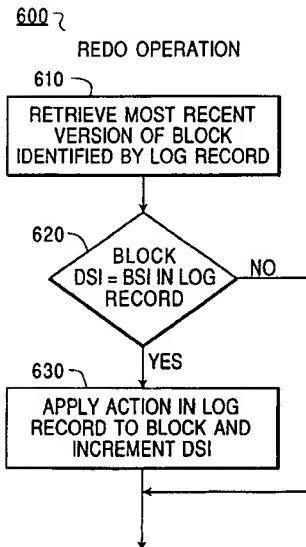 600
REDO OPERATION
610
RETRIEVE MOST RECENT
VERSION OF BLOCK
IDENTIFIED BY LOG RECORD
620
BLOCK
DSI = BSI IN LOG
RECORD
NO
YES
630
APPLY ACTION IN LOG
RECORD TO BLOCK AND
INCREMENT DSI